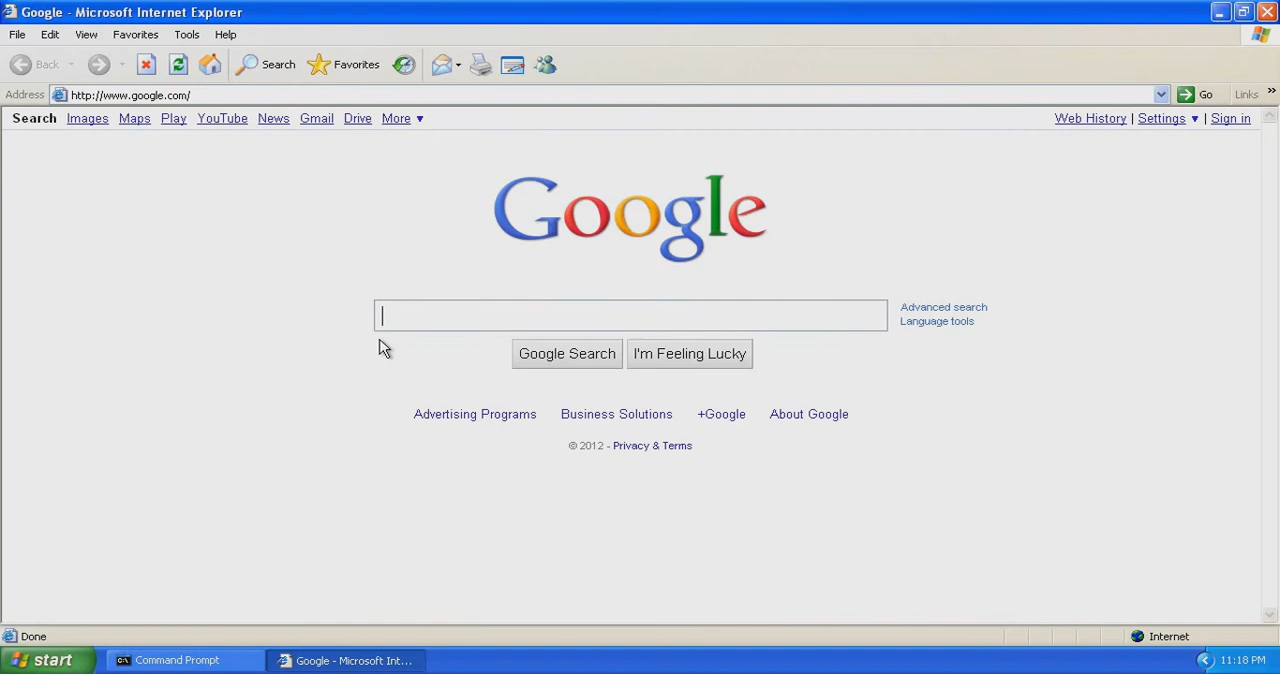 Google - Microsoft Internet Explorer
File Edit View Favorites Tools Help
Back Search Favorites
Address http://www.google.com/ Go Links »
Search Images Maps Play YouTube News Gmail Drive More ▼ Web History | Settings ▼ | Sign in
Google
Advanced search
Language tools
Google Search I'm Feeling Lucky
Advertising Programs Business Solutions +Google About Google
© 2012 - Privacy & Terms
Done Internet
start Command Prompt Google - Microsoft Int... 11:18 PM